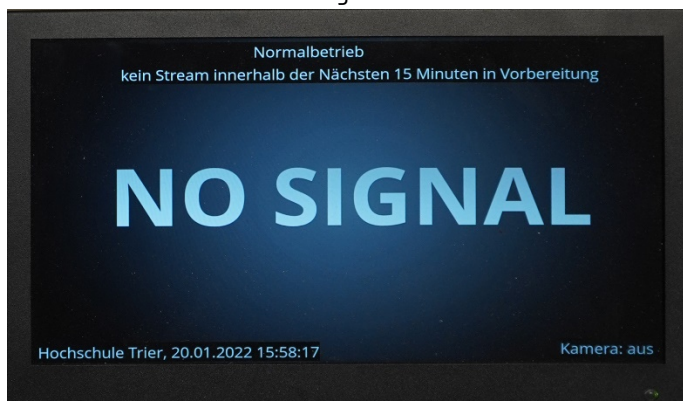 Normalbetrieb
kein Stream innerhalb der Nächsten 15 Minuten in Vorbereitung
NO SIGNAL
Hochschule Trier, 20.01.2022 15:58:17
Kamera: aus